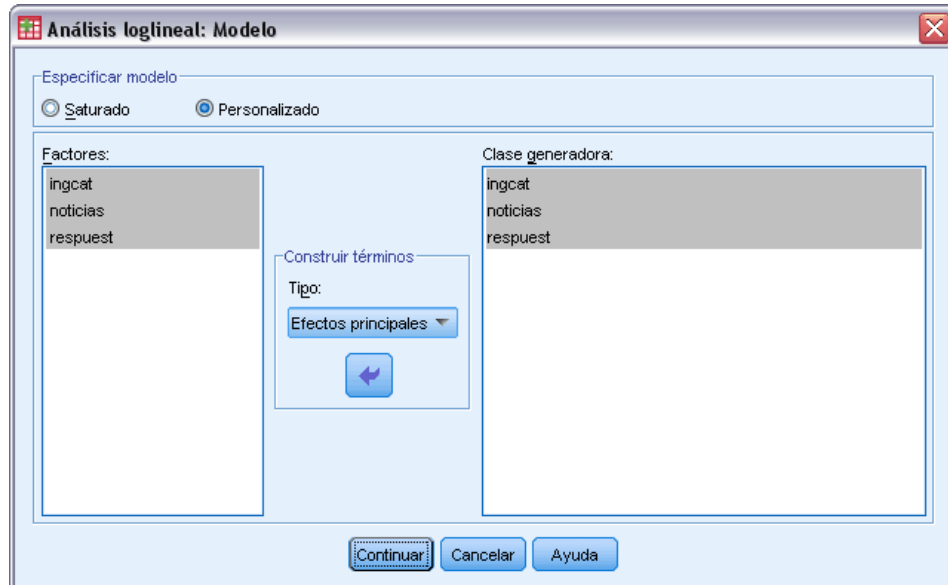 Análisis loglineal: Modelo
Especificar modelo
Saturado
Personalizado
Factores:
ingcat
noticias
respuest
Construir términos
Tipo:
Efectos principales
Clase generadora:
ingcat
noticias
respuest
Continuar
Cancelar
Ayuda